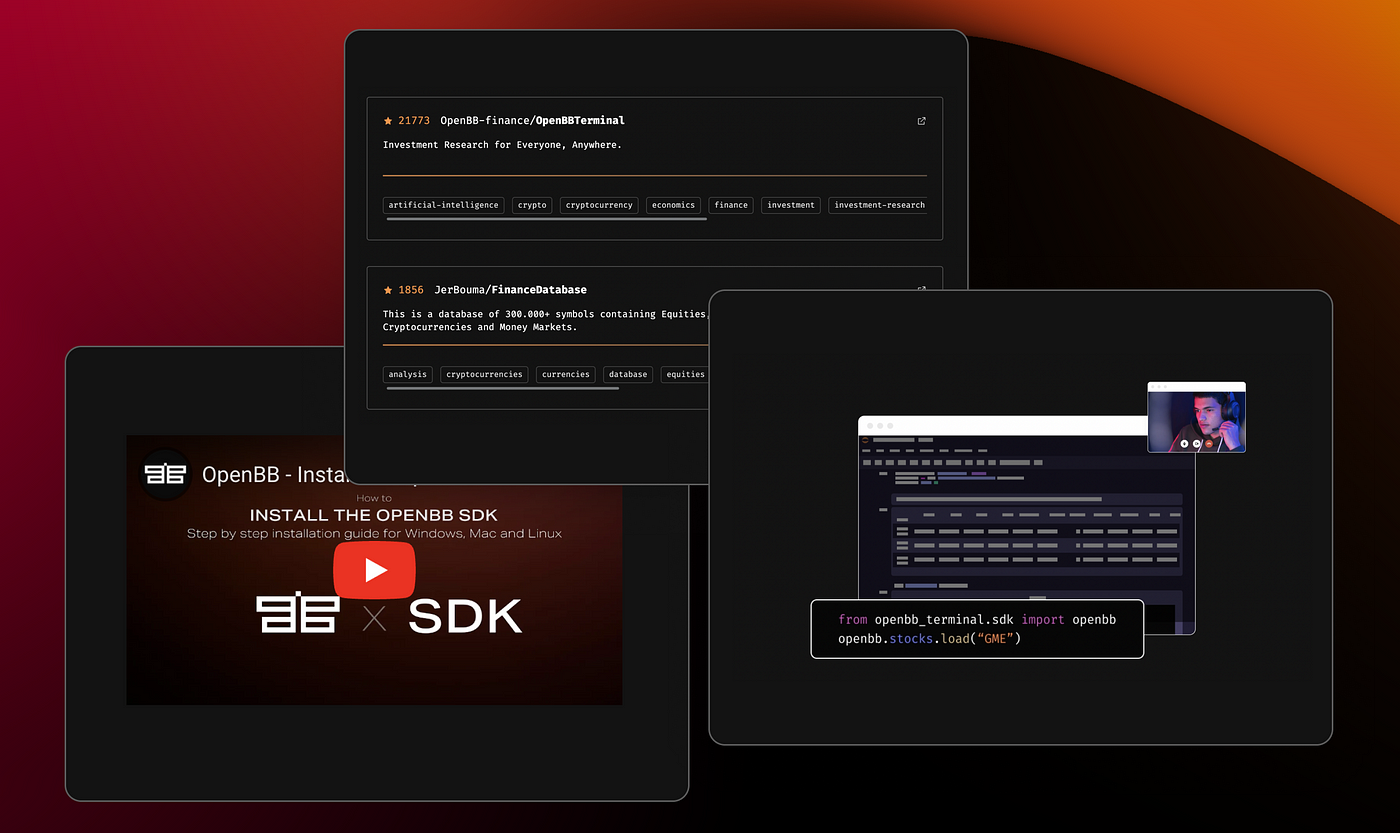 21773 OpenBB-finance/OpenBBTerminal
Investment Research for Everyone, Anywhere.
artificial-intelligence crypto cryptocurrency economics finance investment investment-research
1856 JerBouma/FinanceDatabase
This is a database of 300.000+ symbols containing Equities,
Cryptocurrencies and Money Markets.
analysis cryptocurrencies currencies database equities
OpenBB -
How to
INSTALL THE OPENBB SDK
Step by step installation guide for Windows, Mac and Linux
X SDK
from openbb_terminal.sdk import openbb
openbb.stocks.load(“GME”)